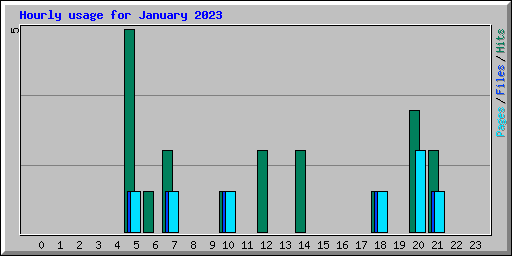 Hourly usage for January 2023
5
Pages/Files/Hits
0 1 2 3 4 5 6 7 8 9 10 11 12 13 14 15 16 17 18 19 20 21 22 23